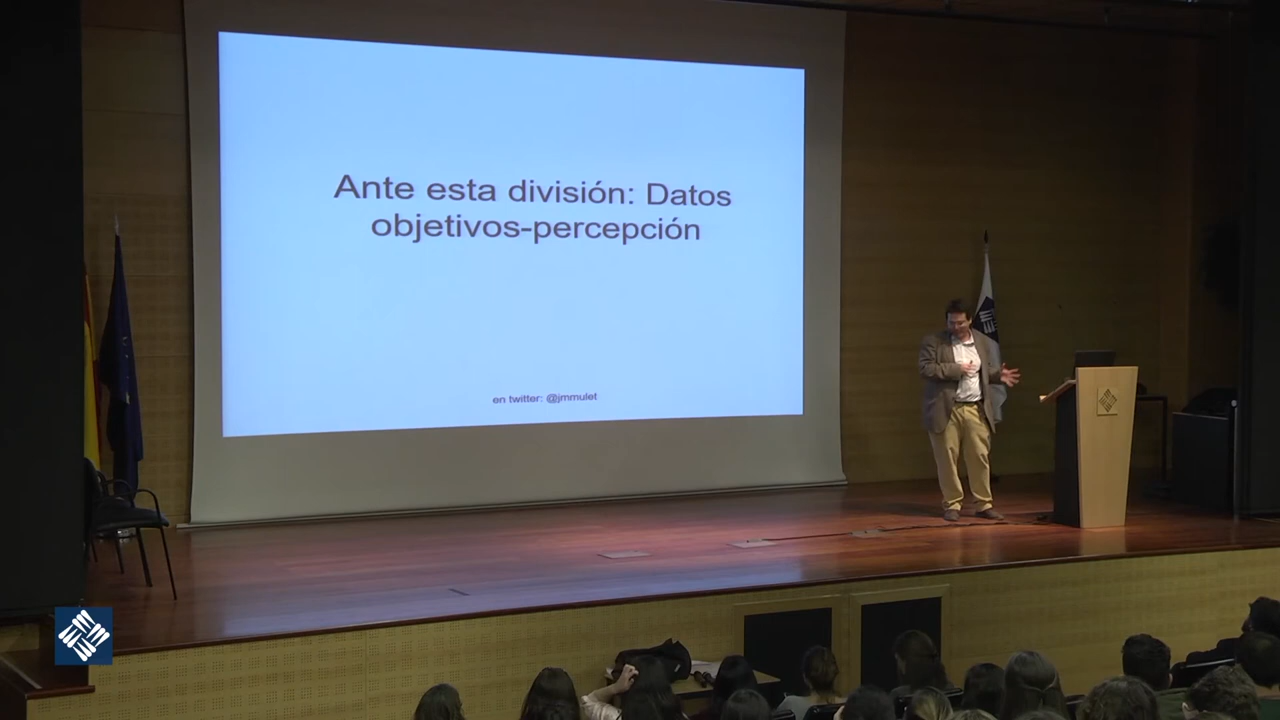 Ante esta división: Datos
objetivos-percepción
en twitter: @jmmulet